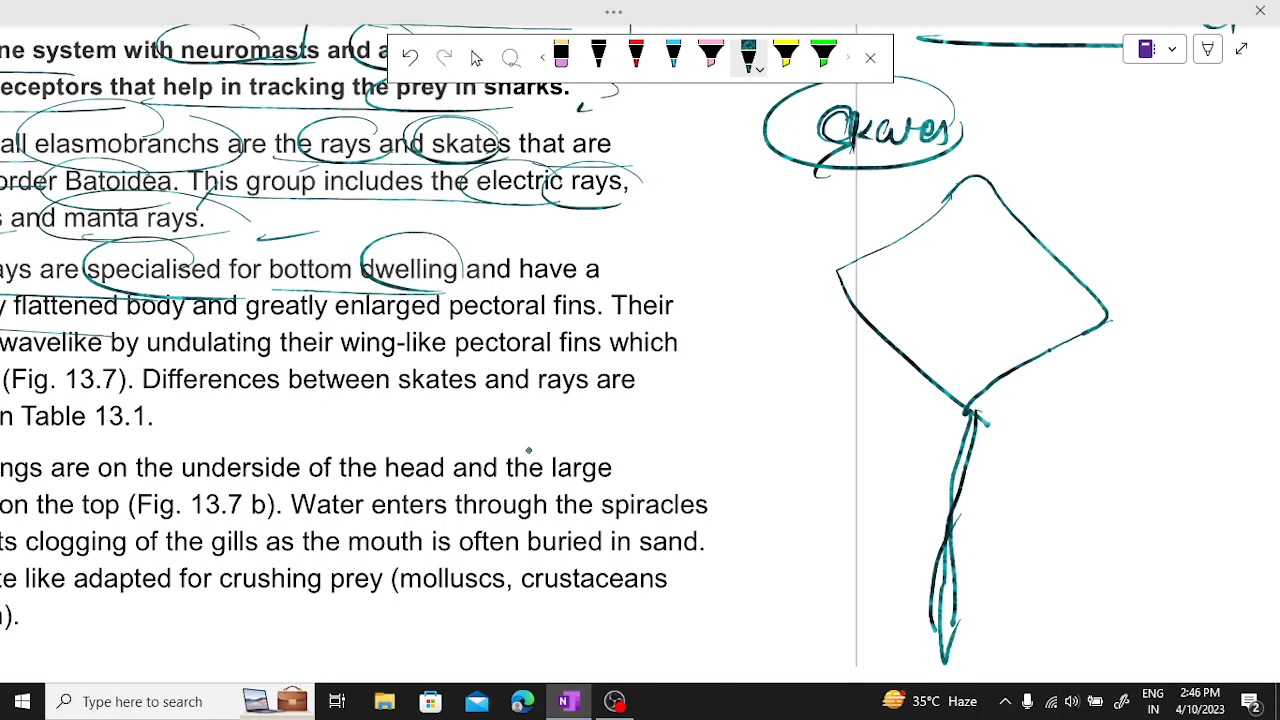 ne system with neuromasts and a
eceptors that help in tracking the prey in sharks.
all elasmobranchs are the rays and skates that are
order Batoidea. This group includes the electric rays,
s and manta rays.
ays are specialised for bottom dwelling and have a
y flattened body and greatly enlarged pectoral fins. Their
wavelike by undulating their wing-like pectoral fins which
(Fig. 13.7). Differences between skates and rays are
n Table 13.1.
ngs are on the underside of the head and the large
on the top (Fig. 13.7 b). Water enters through the spiracles
ts clogging of the gills as the mouth is often buried in sand.
te like adapted for crushing prey (molluscs, crustaceans
).
Type here to search
35°C Haze
ENG
IN
2:46 PM
4/10/2023
2